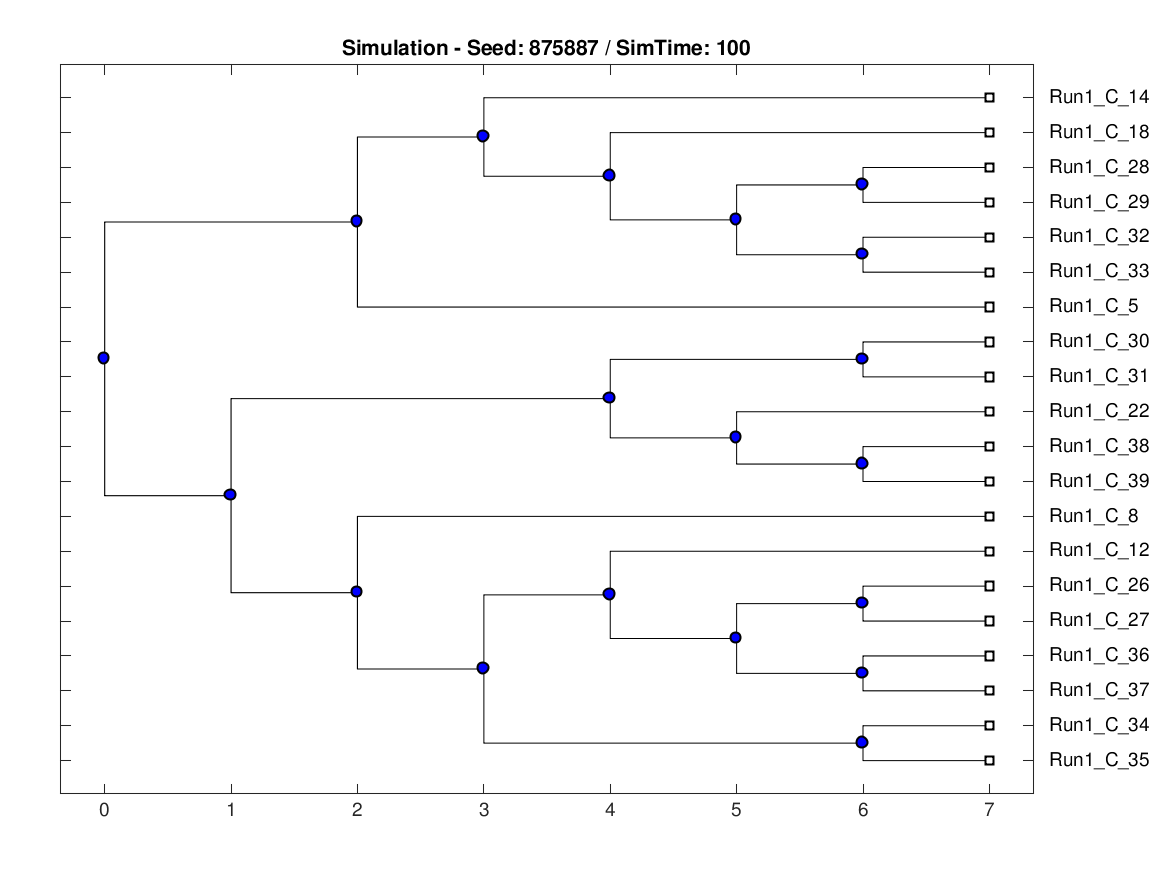 Simulation - Seed: 875887 / SimTime: 100
Run1_C_14
Run1_C_18
Run1_C_28
Run1_C_29
Run1_C_32
Run1_C_33
Run1_C_5
Run1_C_30
Run1_C_31
Run1_C_22
Run1_C_38
Run1_C_39
Run1_C_8
Run1_C_12
Run1_C_26
Run1_C_27
Run1_C_36
Run1_C_37
Run1_C_34
Run1_C_35
0 1 2 3 4 5 6 7